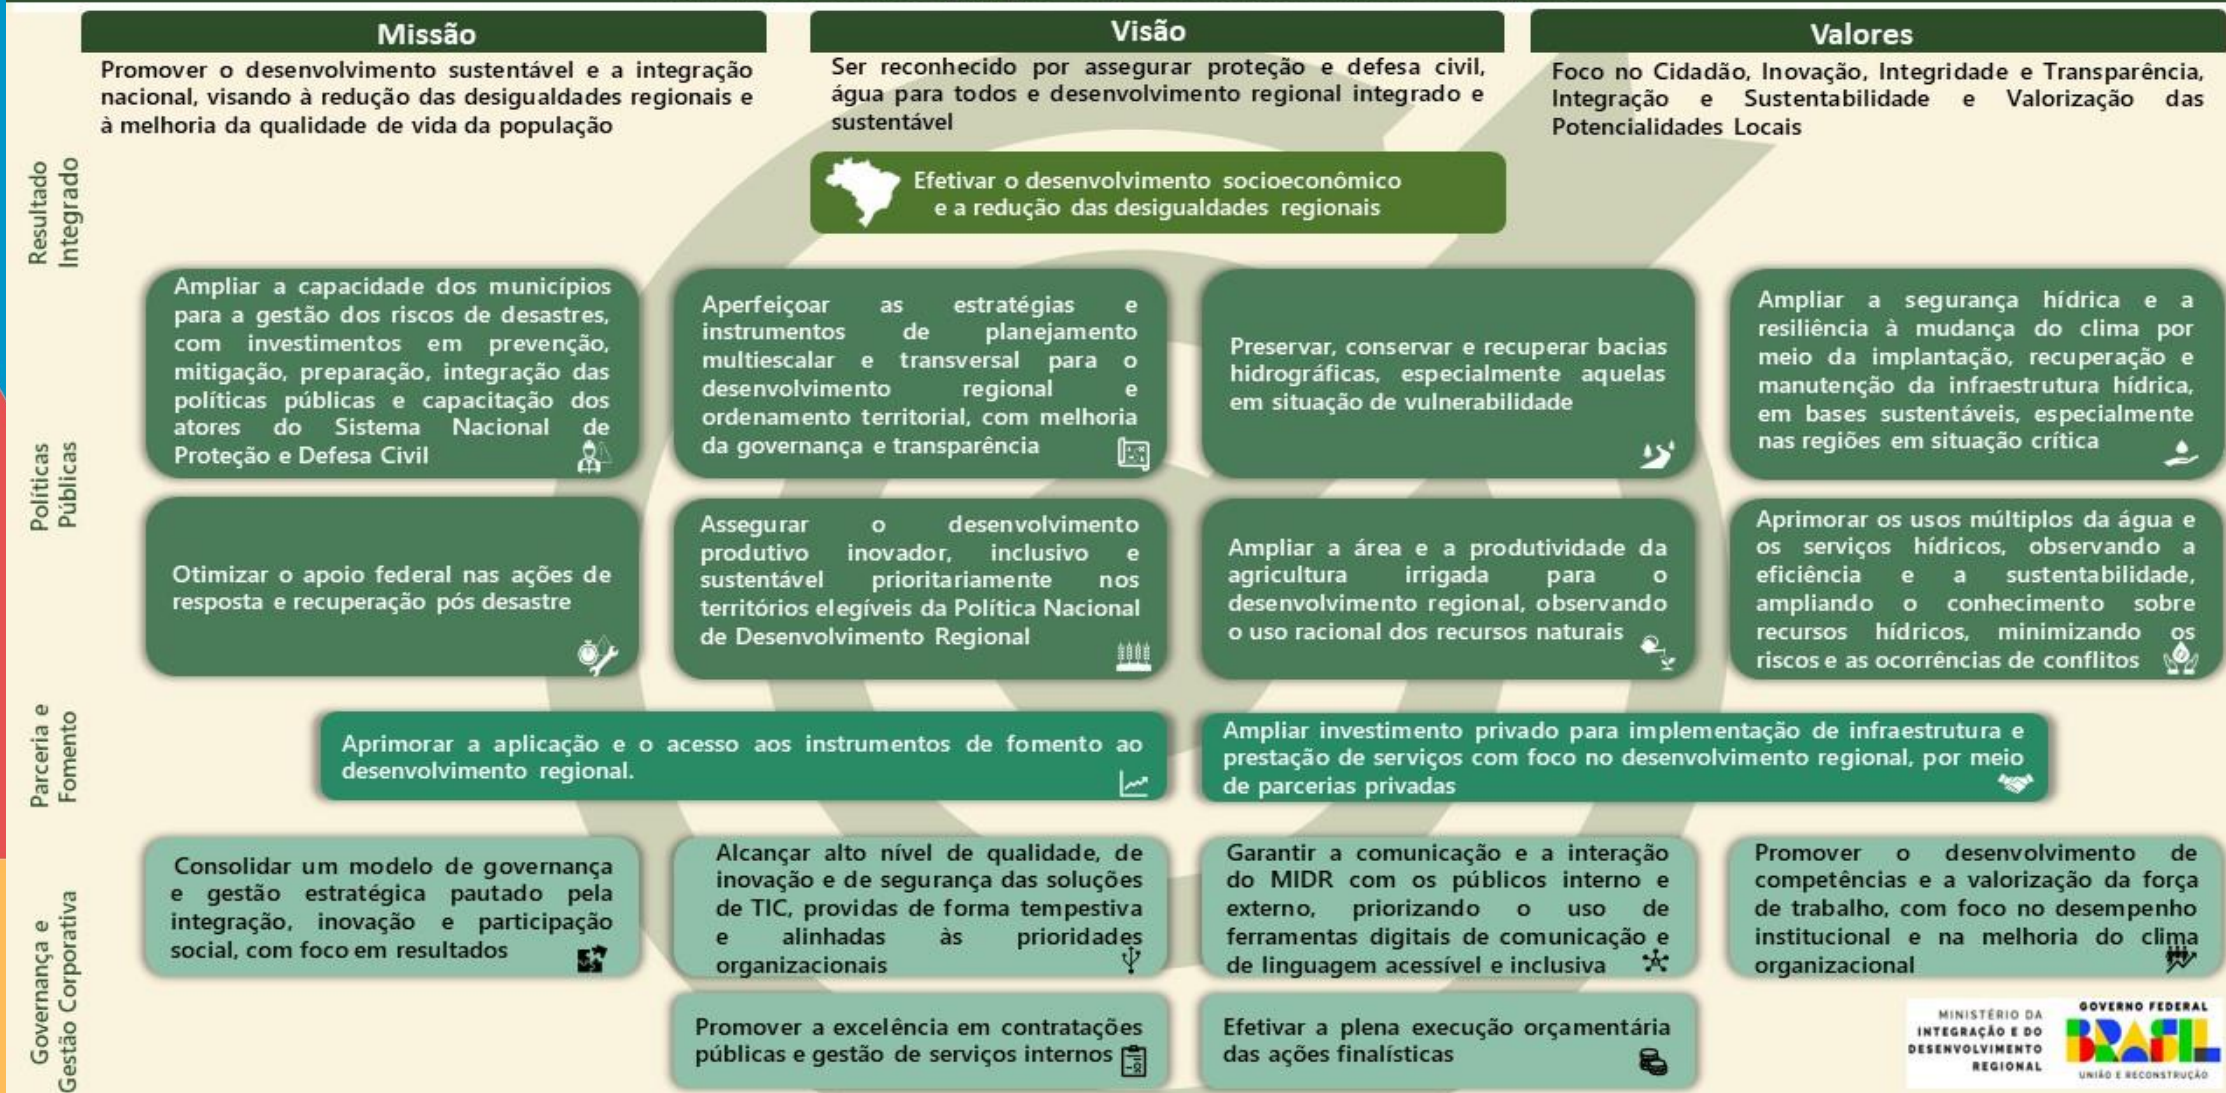 Missão
Promover o desenvolvimento sustentável e a integração
nacional, visando à redução das desigualdades regionais e
à melhoria da qualidade de vida da população
Visão
Ser reconhecido por assegurar proteção e defesa civil,
água para todos e desenvolvimento regional integrado e
sustentável
Valores
Foco no Cidadão, Inovação, Integridade e Transparência,
Integração e Sustentabilidade e Valorização das
Potencialidades Locais
Resultado
Integrado
Efetivar o desenvolvimento socioeconômico
e a redução das desigualdades regionais
Políticas
Públicas
Ampliar a capacidade dos municípios
para a gestão dos riscos de desastres,
com investimentos em prevenção,
mitigação, preparação, integração das
políticas públicas e capacitação dos
atores do Sistema Nacional de
Proteção e Defesa Civil
Aperfeiçoar as estratégias e
instrumentos de planejamento
multiescalar e transversal para o
desenvolvimento regional e
ordenamento territorial, com melhoria
da governança e transparência
Preservar, conservar e recuperar bacias
hidrográficas, especialmente aquelas
em situação de vulnerabilidade
Ampliar a segurança hídrica e a
resiliência à mudança do clima por
meio da implantação, recuperação e
manutenção da infraestrutura hídrica,
em bases sustentáveis, especialmente
nas regiões em situação crítica
Otimizar o apoio federal nas ações de
resposta e recuperação pós desastre
Assegurar o desenvolvimento
produtivo inovador, inclusivo e
sustentável prioritariamente nos
territórios elegíveis da Política Nacional
de Desenvolvimento Regional
Ampliar a área e a produtividade da
agricultura irrigada para o
desenvolvimento regional, observando
o uso racional dos recursos naturais
Aprimorar os usos múltiplos da água e
os serviços hídricos, observando a
eficiência e a sustentabilidade,
ampliando o conhecimento sobre
recursos hídricos, minimizando os
riscos e as ocorrências de conflitos
Parceria e
Fomento
Aprimorar a aplicação e o acesso aos instrumentos de fomento ao
desenvolvimento regional.
Ampliar investimento privado para implementação de infraestrutura e
prestação de serviços com foco no desenvolvimento regional, por meio
de parcerias privadas
Governança e
Gestão Corporativa
Consolidar um modelo de governança
e gestão estratégica pautado pela
integração, inovação e participação
social, com foco em resultados
Alcançar alto nível de qualidade, de
inovação e de segurança das soluções
de TIC, providas de forma tempestiva
e alinhadas às prioridades
organizacionais
Garantir a comunicação e a interação
do MIDR com os públicos interno e
externo, priorizando o uso de
ferramentas digitais de comunicação e
de linguagem acessível e inclusiva
Promover o desenvolvimento de
competências e a valorização da força
de trabalho, com foco no desempenho
institucional e na melhoria do clima
organizacional
Promover a excelência em contratações
públicas e gestão de serviços internos
Efetivar a plena execução orçamentária
das ações finalísticas
MINISTÉRIO DA
INTEGRAÇÃO E DO
DESENVOLVIMENTO
REGIONAL
GOVERNO FEDERAL
BRASIL
UNIÃO E RECONSTRUÇÃO